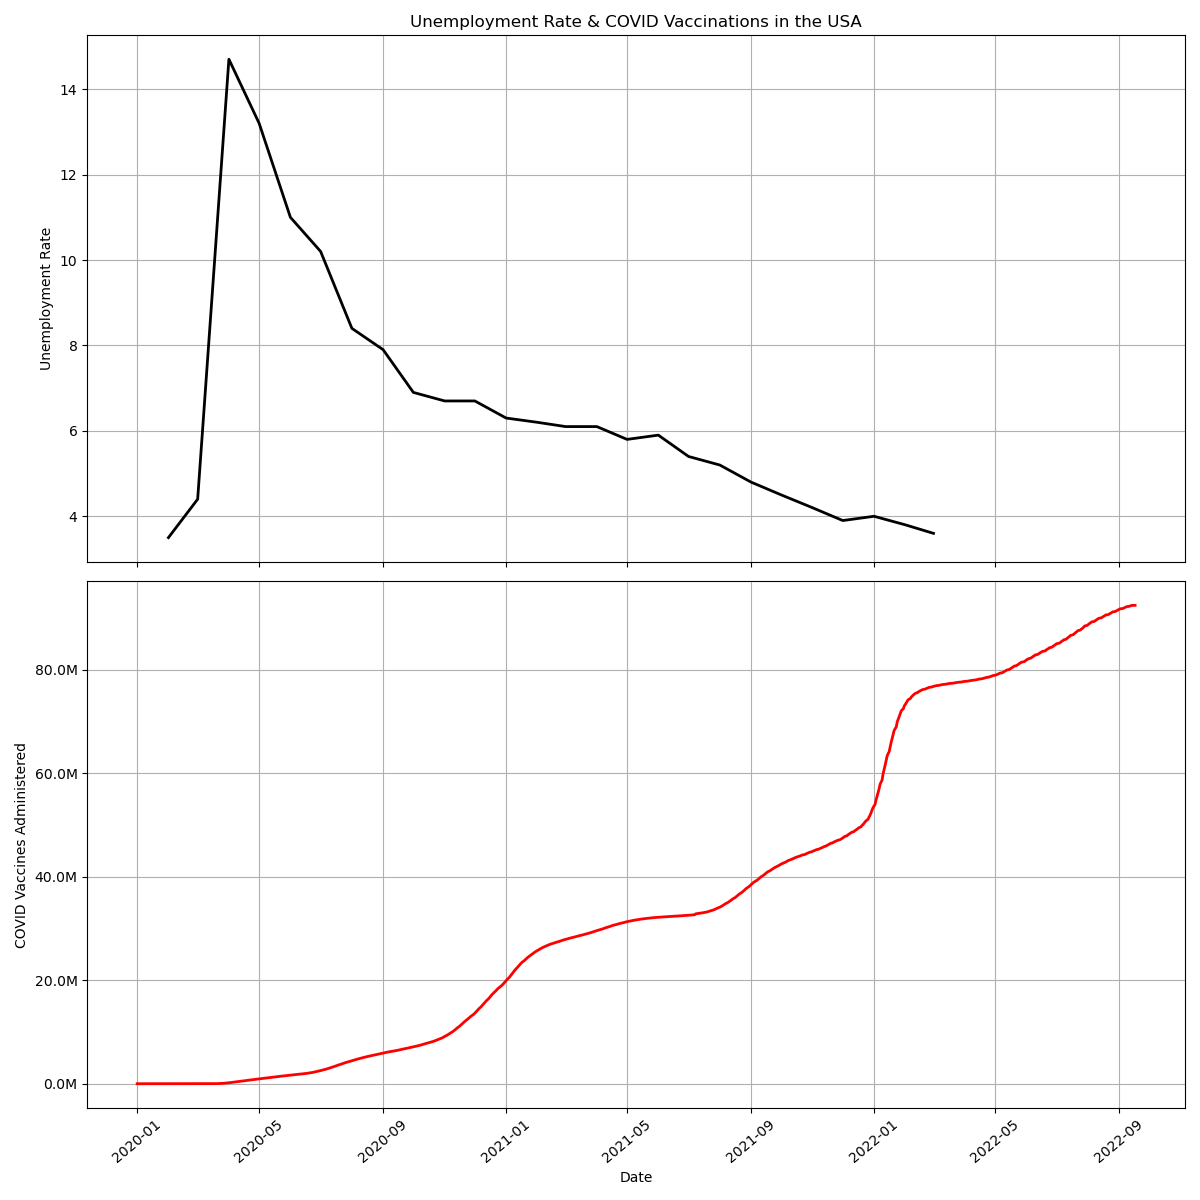 Unemployment Rate & COVID Vaccinations in the USA
Unemployment Rate
14
12
10
8
6
4
COVID Vaccines Administered
80.0M
60.0M
40.0M
20.0M
0.0M
2020-01
2020-05
2020-09
2021-01
2021-05
2021-09
2022-01
2022-05
2022-09
Date